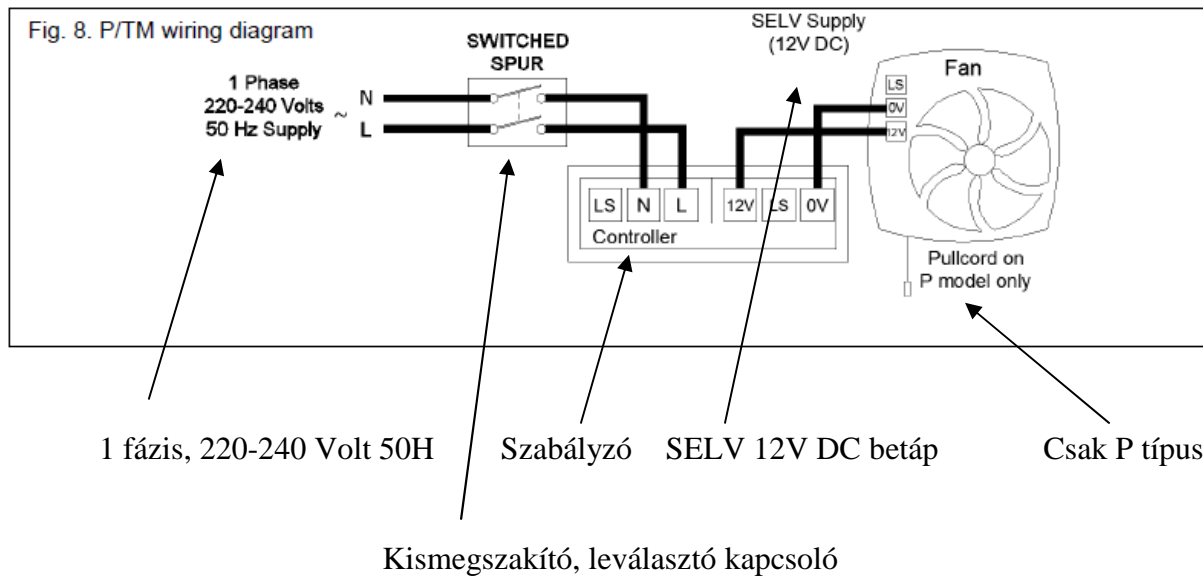 Fig. 8. P/TM wiring diagram
SELV Supply
(12V DC)
SWITCHED
SPUR
1 Phase
220-240 Volts
50 Hz Supply
~
N
L
Fan
LS
0V
12V
LS N L 12V LS 0V
Controller
Pullcord on
P model only
1 fázis, 220-240 Volt 50H
Szabályzó
SELV 12V DC betáp
Csak P típus
Kismegszakító, leválasztó kapcsoló